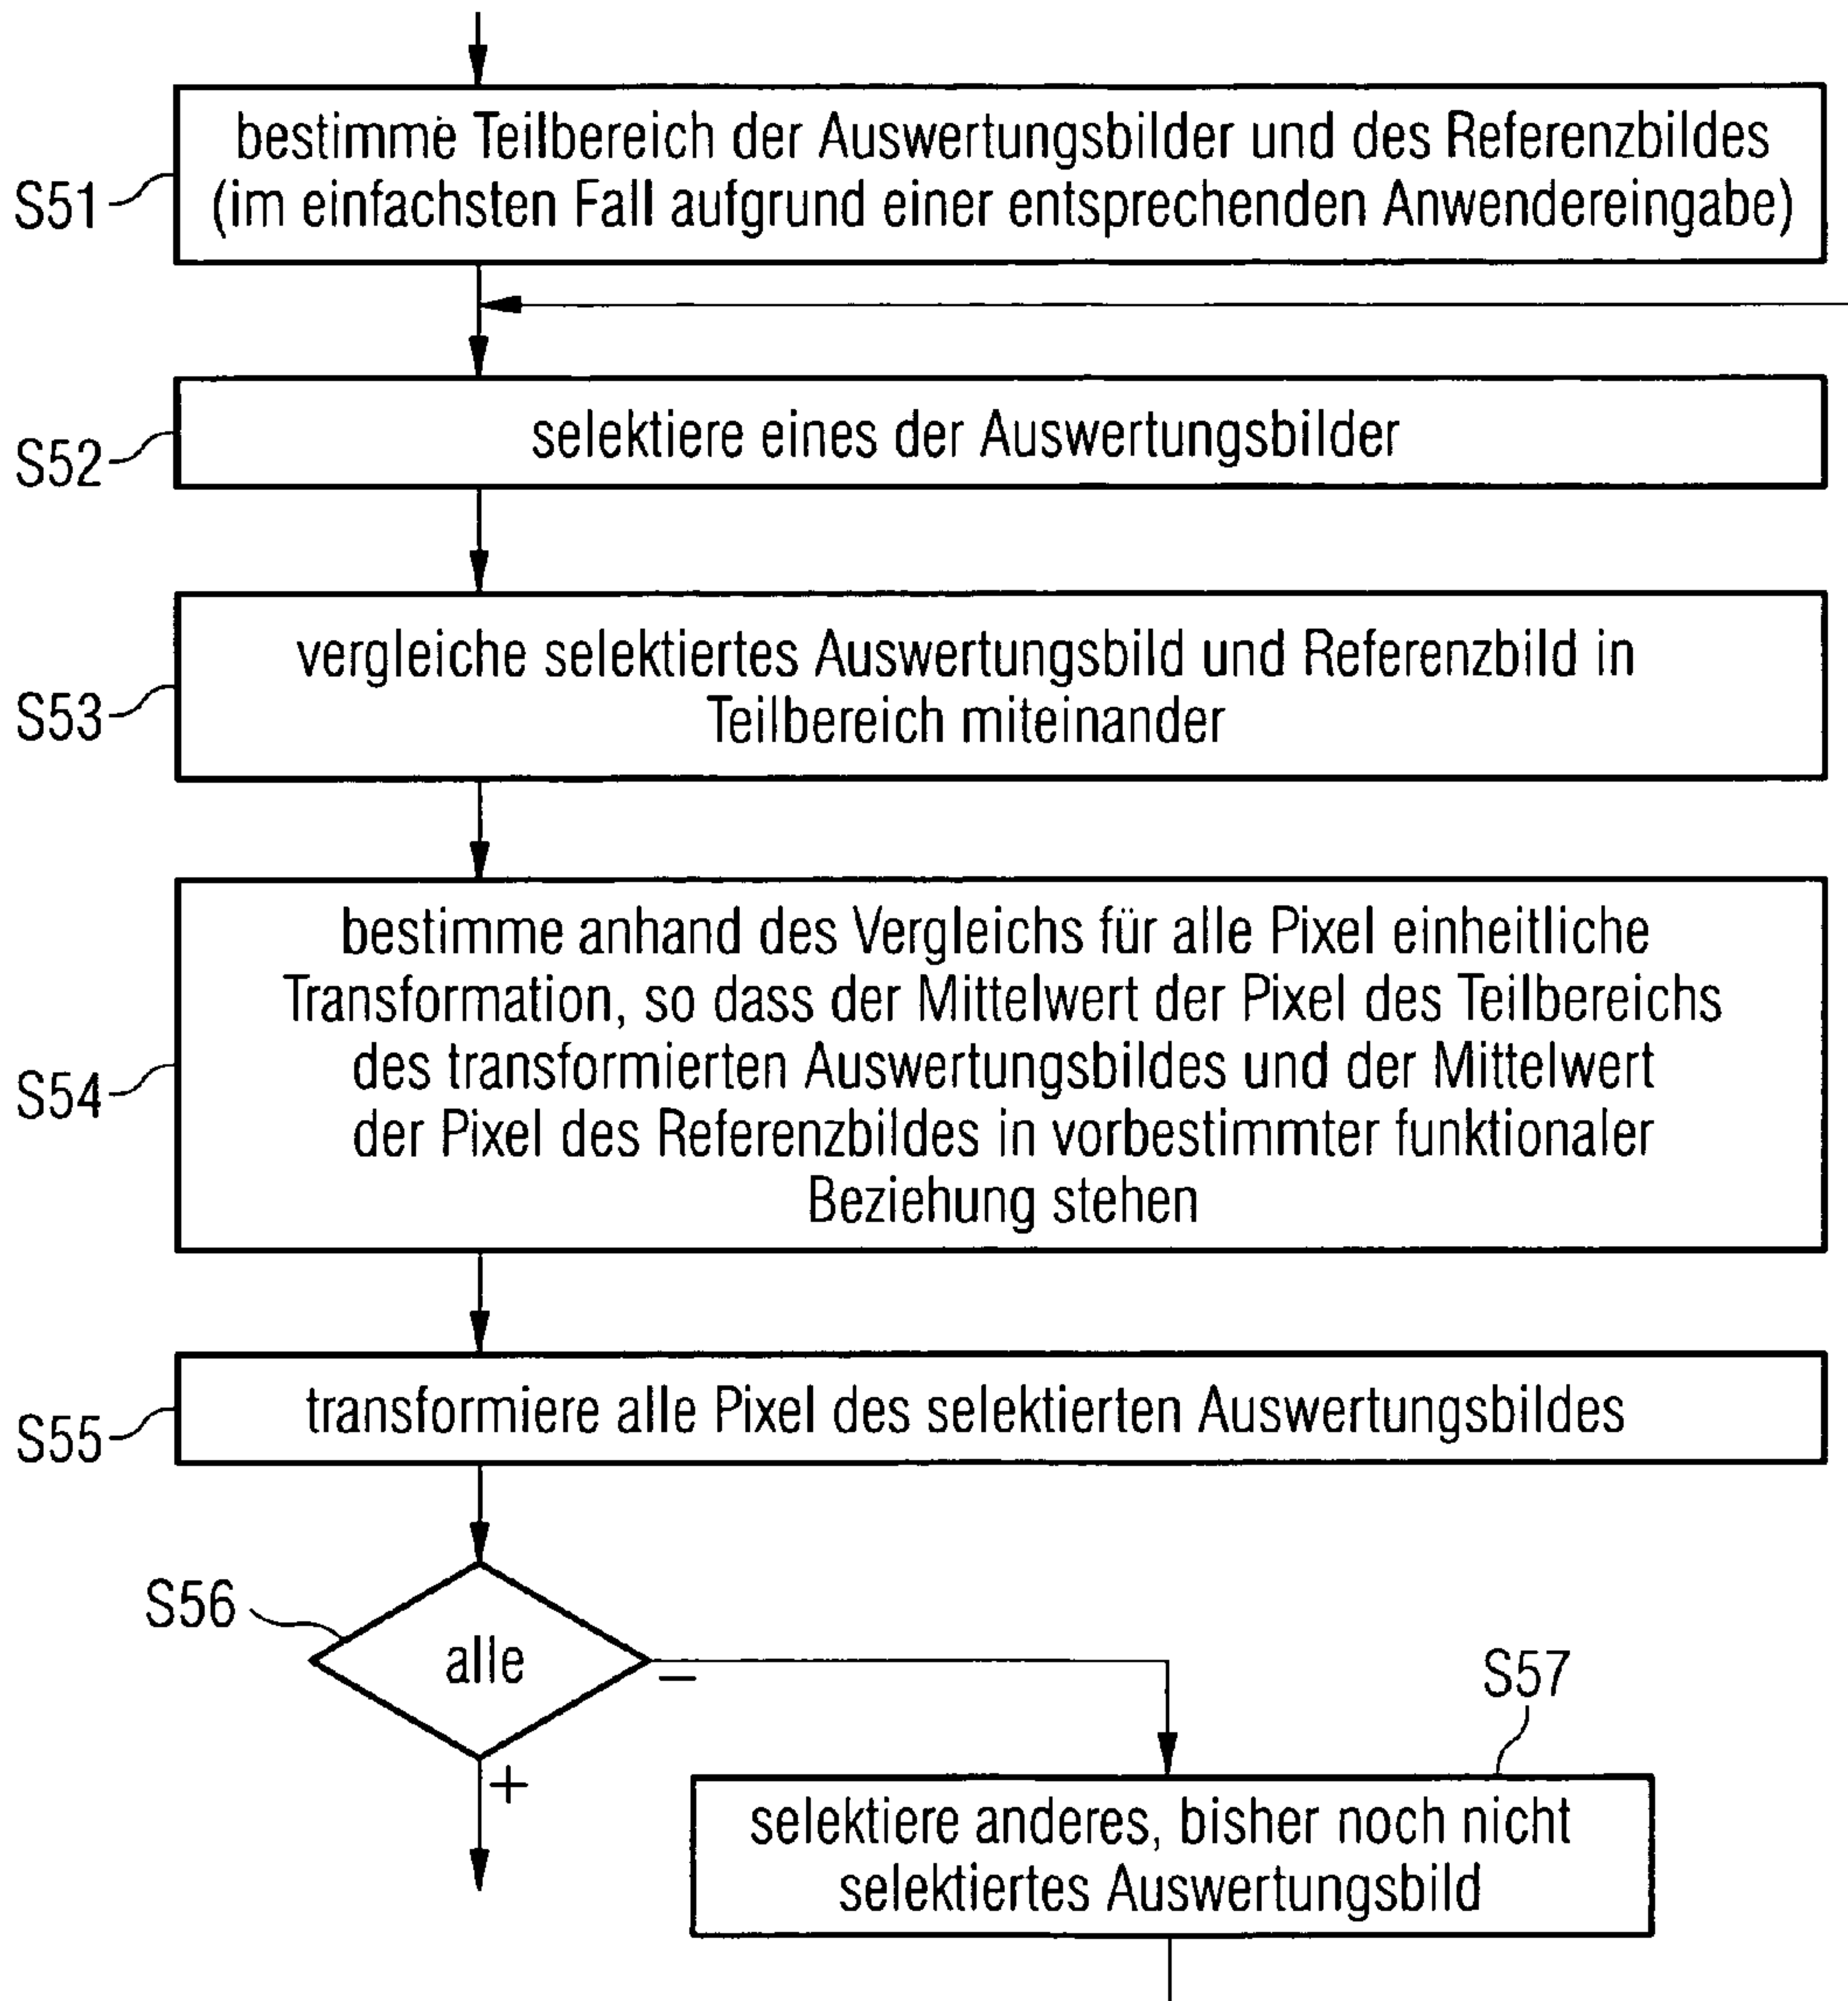 bestimme Teilbereich der Auswertungsbilder und des Referenzbildes
S51
(im einfachsten Fall aufgrund einer entsprechenden Anwendereingabe)
selektiere eines der Auswertungsbilder
S52
vergleiche selektiertes Auswertungsbild und Referenzbild in
S53
Teilbereich miteinander
bestimme anhand des Vergleichs für alle Pixel einheitliche
Transformation, so dass der Mittelwert der Pixel des Teilbereichs
des transformierten Auswertungsbildes und der Mittelwert
S54
der Pixel des Referenzbildes in vorbestimmter funktionaler
Beziehung stehen
transformiere alle Pixel des selektierten Auswertungsbildes
S55
S56
alle
–
S57
+
selektiere anderes, bisher noch nicht
selektiertes Auswertungsbild